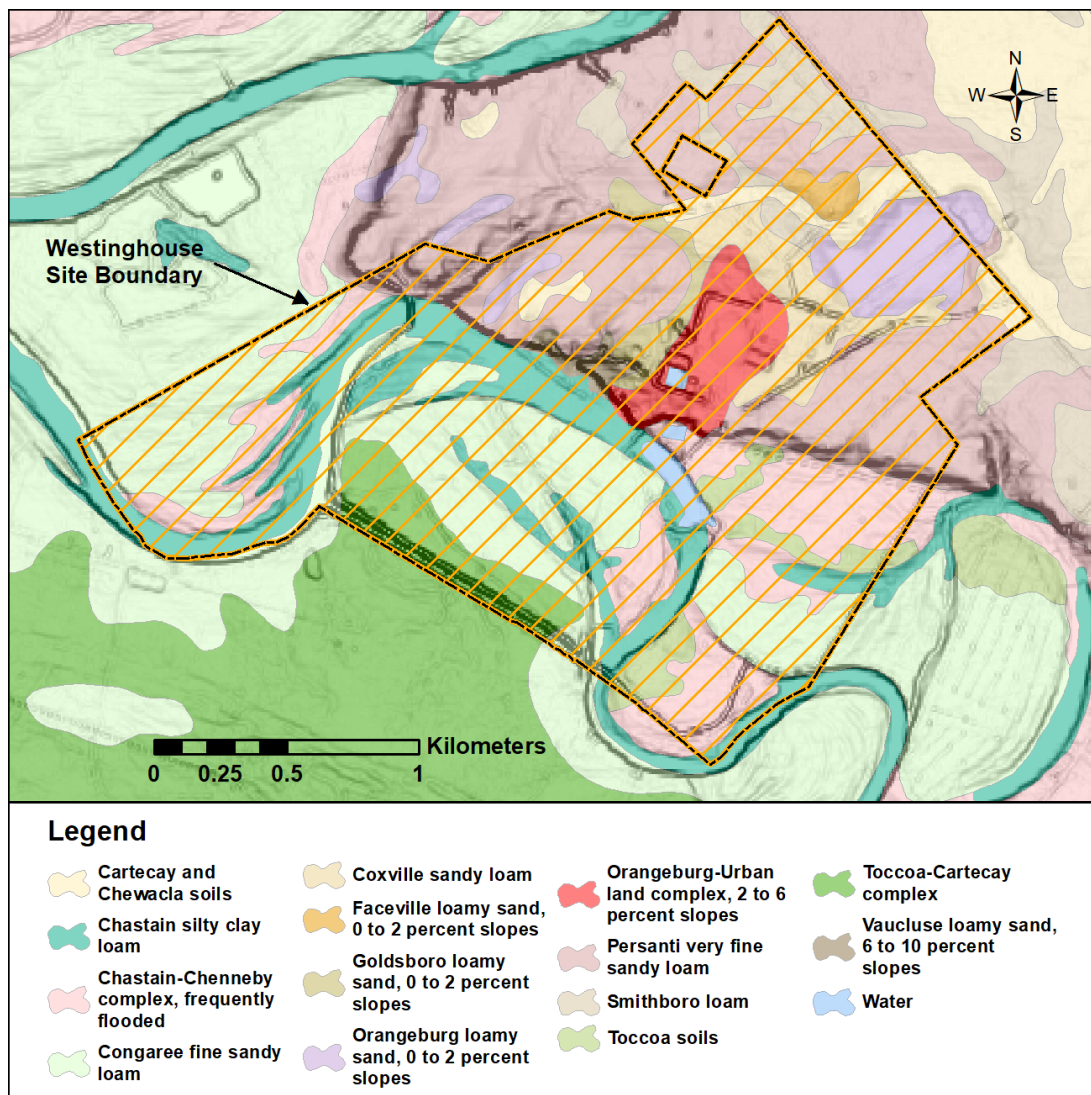 N
W E
S
Westinghouse
Site Boundary
Kilometers
0 0.25 0.5 1
Legend
Cartecay and
Chewacla soils
Chastain silty clay
loam
Chastain-Chenneby
complex, frequently
flooded
Congaree fine sandy
loam
Coxville sandy loam
Faceville loamy sand,
0 to 2 percent slopes
Goldsboro loamy
sand, 0 to 2 percent
slopes
Orangeburg loamy
sand, 0 to 2 percent
slopes
Orangeburg-Urban
land complex, 2 to 6
percent slopes
Persanti very fine
sandy loam
Smithboro loam
Toccoa soils
Toccoa-Cartecay
complex
Vaucluse loamy sand,
6 to 10 percent
slopes
Water